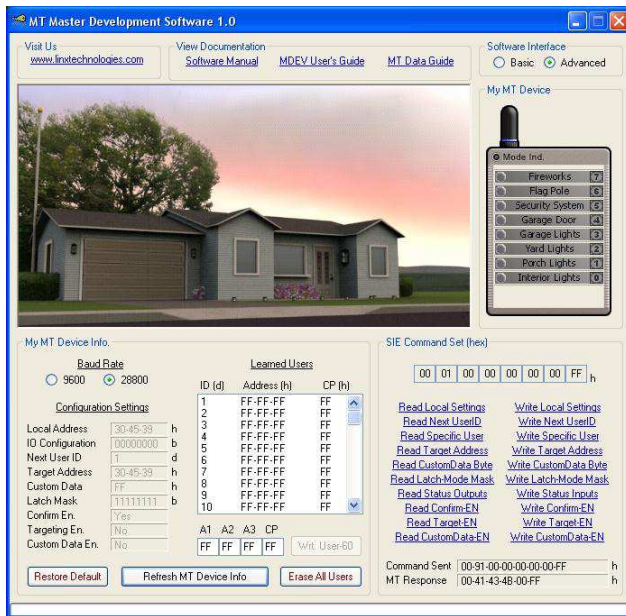 MT Master Development Software 1.0
Visit Us
www.linxtechnologies.com
View Documentation
Software Manual MDEV User's Guide MT Data Guide
Software Interface
Basic Advanced
My MT Device
Mode Ind.
Fireworks 7
Flag Pole 6
Security System 5
Garage Door 4
Garage Lights 3
Yard Lights 2
Porch Lights 1
Interior Lights 0
My MT Device Info.
Baud Rate
9600 28800
Configuration Settings
Local Address 30-45-39 h
IO Configuration 00000000 b
Next User ID 1 d
Target Address 30-45-39 h
Custom Data FF h
Latch Mask 11111111 b
Confirm En. Yes
Targeting En. No
Custom Data En. No
Learned Users
ID (d) Address (h) CP (h)
1 FF-FF-FF FF
2 FF-FF-FF FF
3 FF-FF-FF FF
4 FF-FF-FF FF
5 FF-FF-FF FF
6 FF-FF-FF FF
7 FF-FF-FF FF
8 FF-FF-FF FF
9 FF-FF-FF FF
10 FF-FF-FF FF
A1 A2 A3 CP
FF FF FF FF Wrt. User-60
Restore Default Refresh MT Device Info Erase All Users
SIE Command Set (hex)
00 01 00 00 00 00 00 FF h
Read Local Settings Write Local Settings
Read Next UserID Write Next UserID
Read Specific User Write Specific User
Read Target Address Write Target Address
Read CustomData Byte Write CustomData Byte
Read Latch-Mode Mask Write Latch-Mode Mask
Read Status Outputs Write Status Inputs
Read Confirm-EN Write Confirm-EN
Read Target-EN Write Target-EN
Read CustomData-EN Write CustomData-EN
Command Sent 00-91-00-00-00-00-00-FF h
MT Response 00-41-43-4B-00-FF h